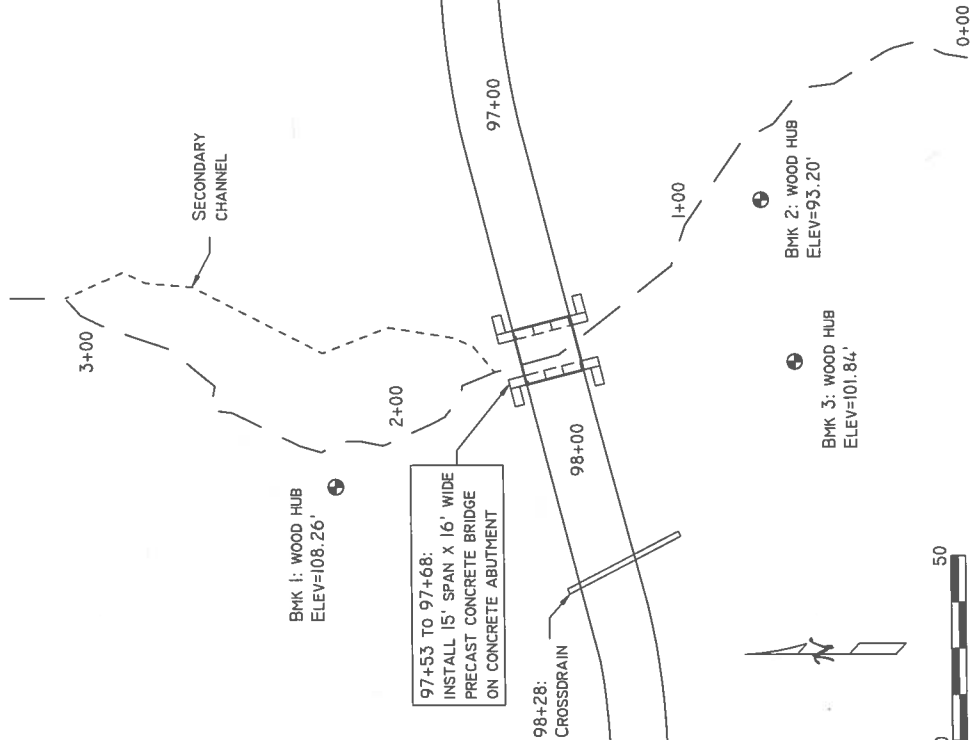 SECONDARY
CHANNEL
97+00
0+00
3+00
1+00
BMK 2: WOOD HUB
ELEV=93.20'
2+00
BMK 1: WOOD HUB
ELEV=108.26'
97+53 TO 97+68:
INSTALL 15' SPAN X 16' WIDE
PRECAST CONCRETE BRIDGE
ON CONCRETE ABUTMENT
98+00
BMK 3: WOOD HUB
ELEV=101.84'
98+28:
CROSSDRAIN
N
50